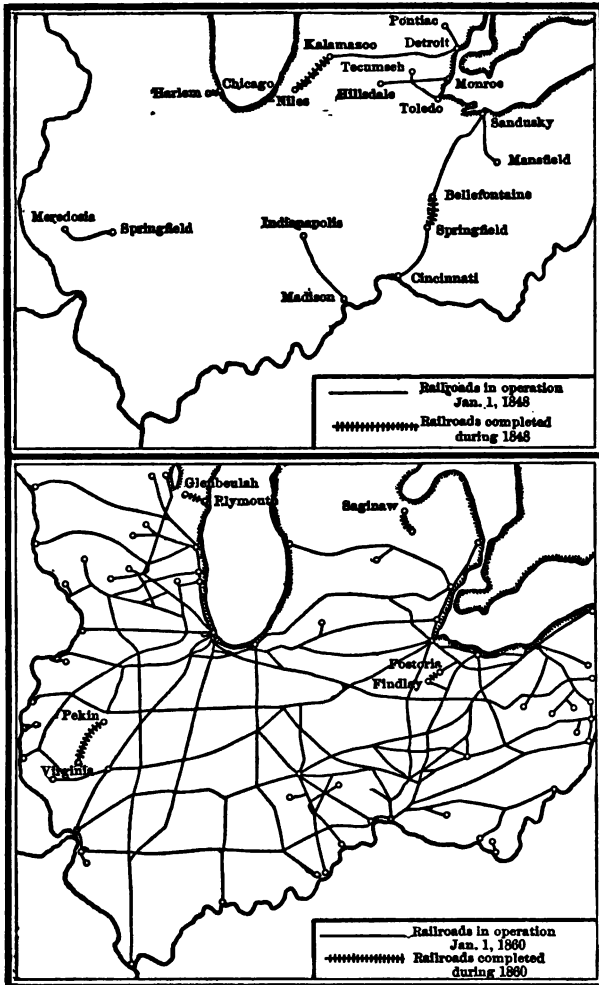 Pontiac
Kalamazoo
Detroit
Tecumseh
Chicago
Monroe
Harlem
Niles
Hillsdale
Toledo
Sandusky
Mansfield
Bellefontaine
Meredosia
Springfield
Indianapolis
Springfield
Cincinnati
Madison
Railroads in operation
Jan. 1, 1848
Railroads completed
during 1848
Glenbeulah
Plymouth
Saginaw
Fostoria
Findlay
Pekin
Virginia
Railroads in operation
Jan. 1, 1860
Railroads completed
during 1860